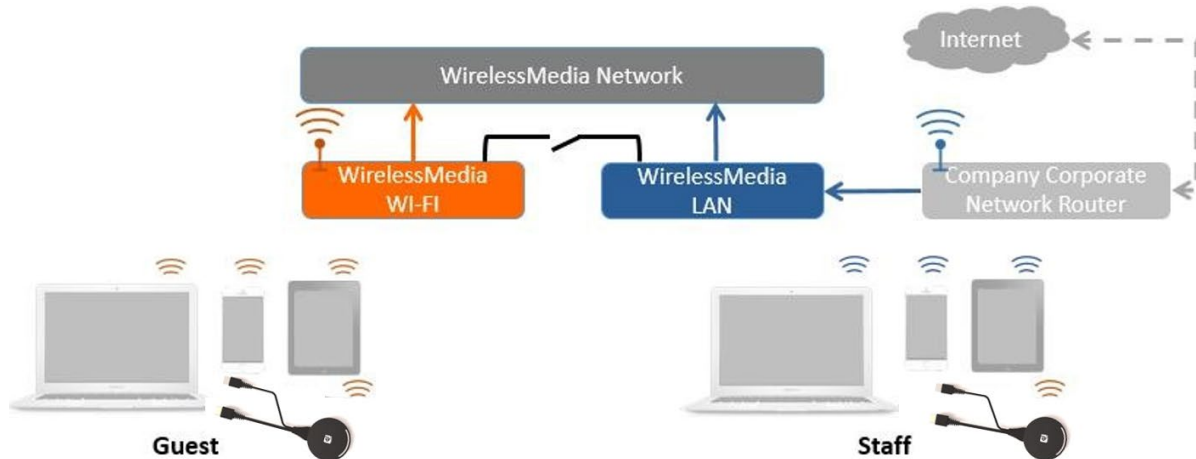 Internet
WirelessMedia Network
WirelessMedia
WI-FI
WirelessMedia
LAN
Company Corporate
Network Router
Guest
Staff